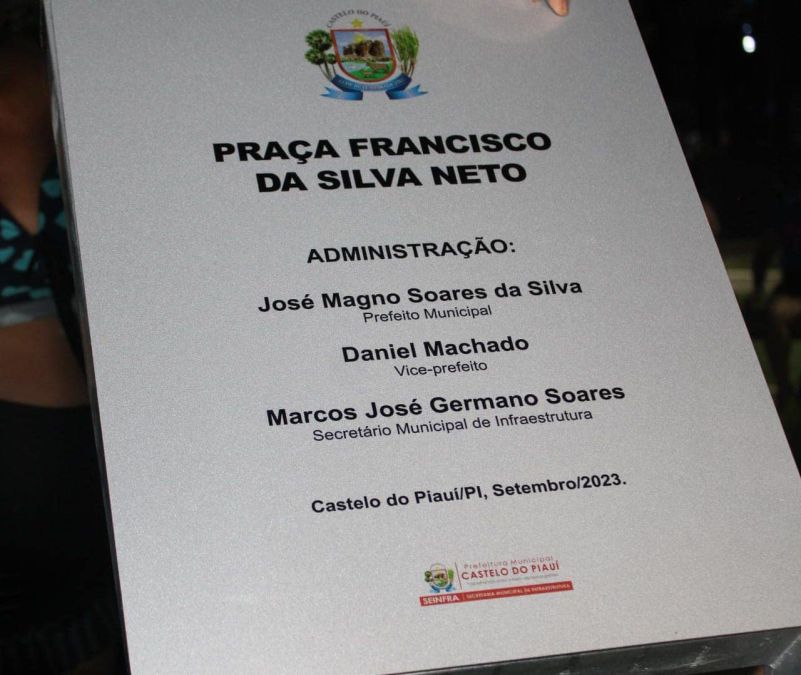 CASTELO DO PIAUÍ
PRAÇA FRANCISCO
DA SILVA NETO
ADMINISTRAÇÃO:
José Magno Soares da Silva
Prefeito Municipal
Daniel Machado
Vice-prefeito
Marcos José Germano Soares
Secretário Municipal de Infraestrutura
Castelo do Piauí/PI, Setembro/2023.
Prefeitura Municipal
CASTELO DO PIAUÍ
SEINFRA SECRETARIA MUNICIPAL DE INFRAESTRUTURA